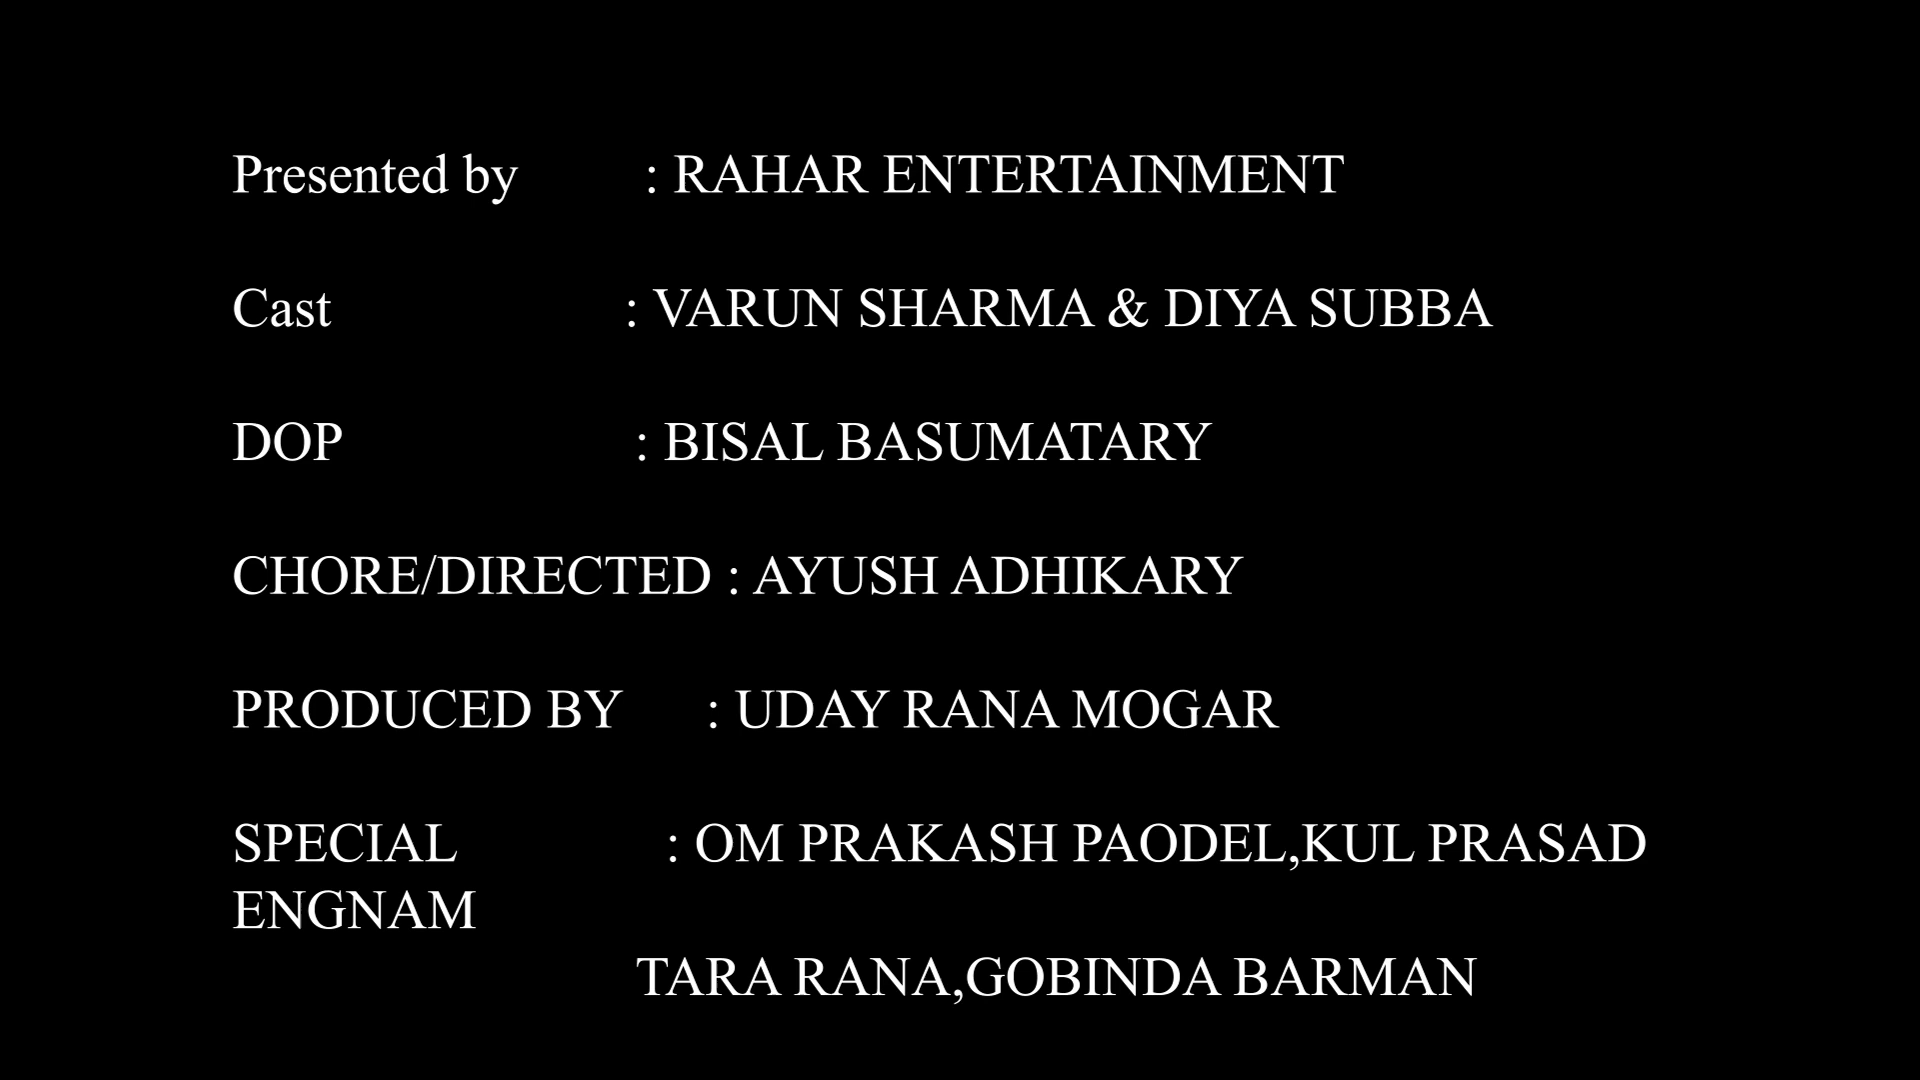 Presented by : RAHAR ENTERTAINMENT
Cast : VARUN SHARMA & DIYA SUBBA
DOP : BISAL BASUMATARY
CHORE/DIRECTED : AYUSH ADHIKARY
PRODUCED BY : UDAY RANA MOGAR
SPECIAL : OM PRAKASH PAODEL,KUL PRASAD
ENGNAM
TARA RANA,GOBINDA BARMAN